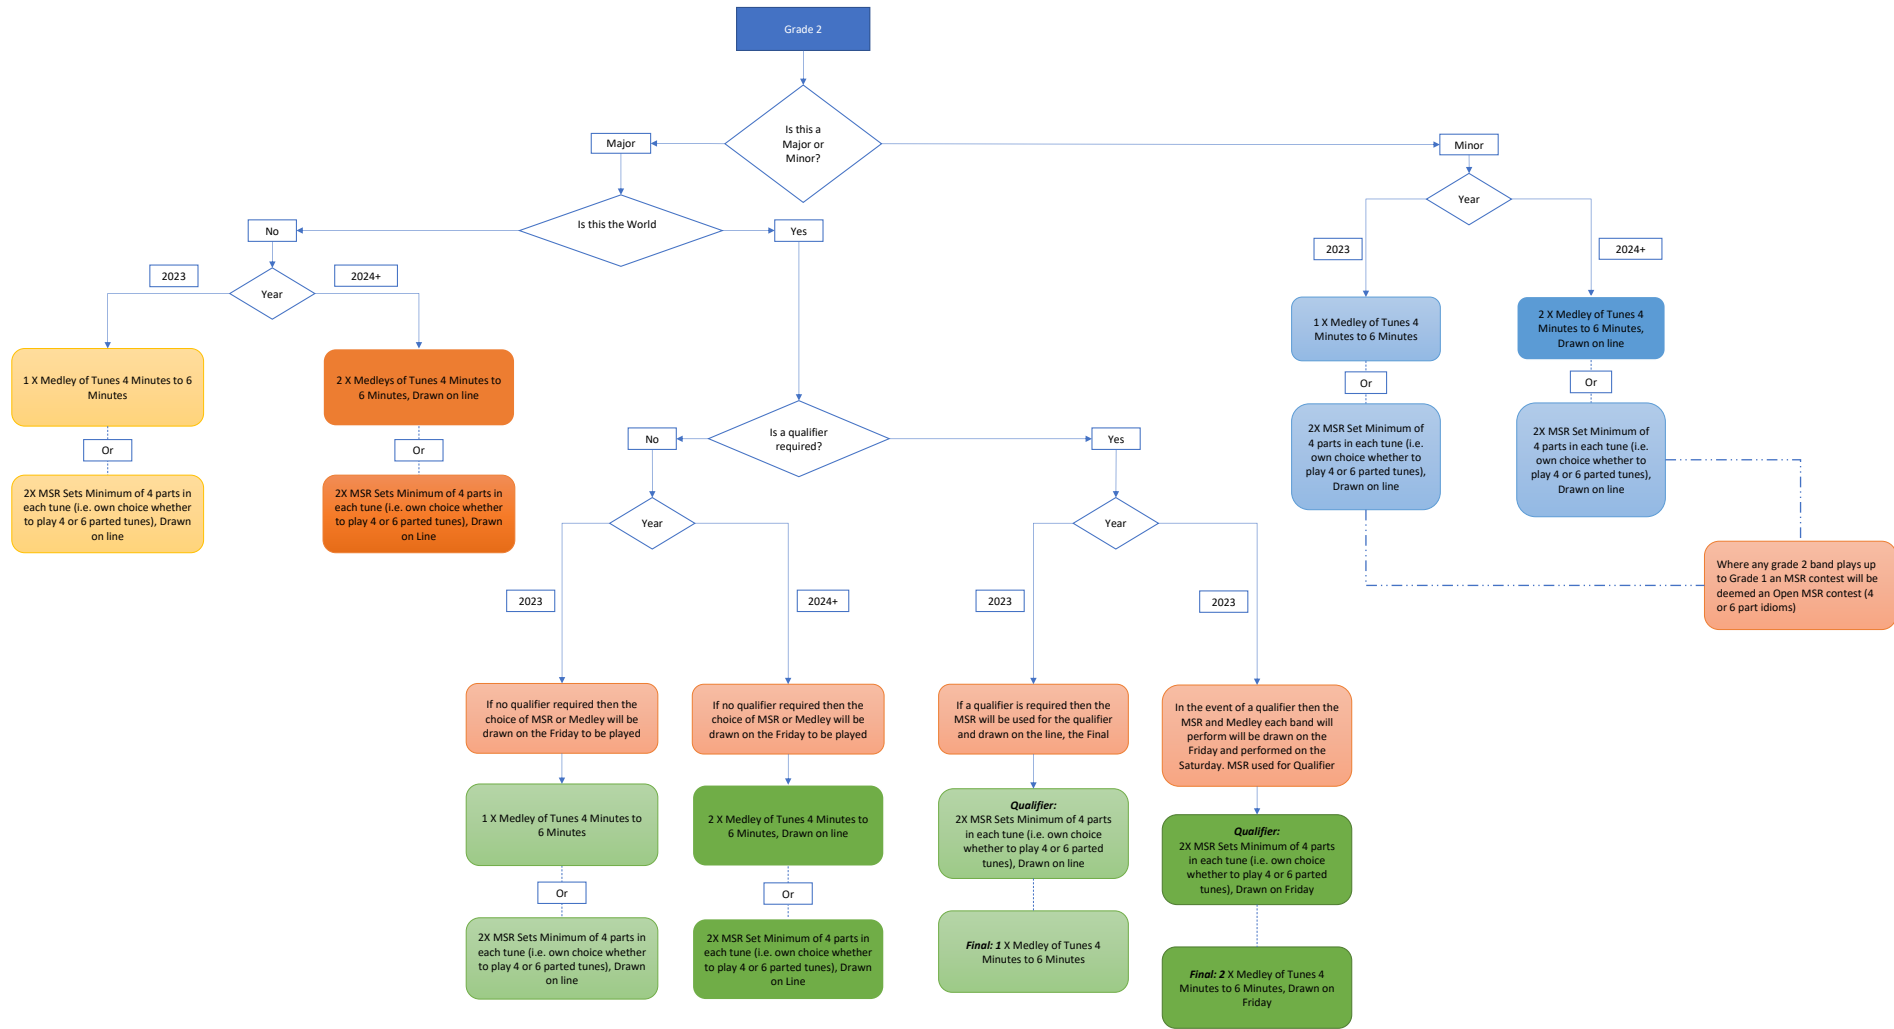 Grade 2
Is this a
Major or
Minor?
Major
Minor
Is this the World
Year
No
Yes
2023
2024+
2023
2024+
Year
1 X Medley of Tunes 4
Minutes to 6 Minutes
2 X Medley of Tunes 4
Minutes to 6 Minutes,
Drawn on line
1 X Medley of Tunes 4 Minutes to 6
Minutes
2 X Medleys of Tunes 4 Minutes to
6 Minutes, Drawn on line
Or
Or
Or
Or
2X MSR Set Minimum of
4 parts in each tune (i.e.
own choice whether to
play 4 or 6 parted tunes),
Drawn on line
2X MSR Set Minimum of
4 parts in each tune (i.e.
own choice whether to
play 4 or 6 parted tunes),
Drawn on line
2X MSR Sets Minimum of 4 parts in
each tune (i.e. own choice whether
to play 4 or 6 parted tunes), Drawn
on line
2X MSR Sets Minimum of 4 parts in
each tune (i.e. own choice whether
to play 4 or 6 parted tunes), Drawn
on Line
Is a qualifier
required?
No
Yes
Year
Year
Where any grade 2 band plays up
to Grade 1 an MSR contest will be
deemed an Open MSR contest (4
or 6 part idioms)
2023
2024+
2023
2023
If no qualifier required then the
choice of MSR or Medley will be
drawn on the Friday to be played
If no qualifier required then the
choice of MSR or Medley will be
drawn on the Friday to be played
If a qualifier is required then the
MSR will be used for the qualifier
and drawn on the line, the Final
In the event of a qualifier then the
MSR and Medley each band will
perform will be drawn on the
Friday and performed on the
Saturday. MSR used for Qualifier
1 X Medley of Tunes 4 Minutes to
6 Minutes
2 X Medley of Tunes 4 Minutes to
6 Minutes, Drawn on line
Qualifier:
2X MSR Sets Minimum of 4 parts
in each tune (i.e. own choice
whether to play 4 or 6 parted
tunes), Drawn on line
Qualifier:
2X MSR Sets Minimum of 4 parts
in each tune (i.e. own choice
whether to play 4 or 6 parted
tunes), Drawn on Friday
Or
Or
2X MSR Sets Minimum of 4 parts in
each tune (i.e. own choice whether
to play 4 or 6 parted tunes), Drawn
on line
2X MSR Set Minimum of 4 parts in
each tune (i.e. own choice whether
to play 4 or 6 parted tunes), Drawn
on Line
Final: 1 X Medley of Tunes 4
Minutes to 6 Minutes
Final: 2 X Medley of Tunes 4
Minutes to 6 Minutes, Drawn on
Friday